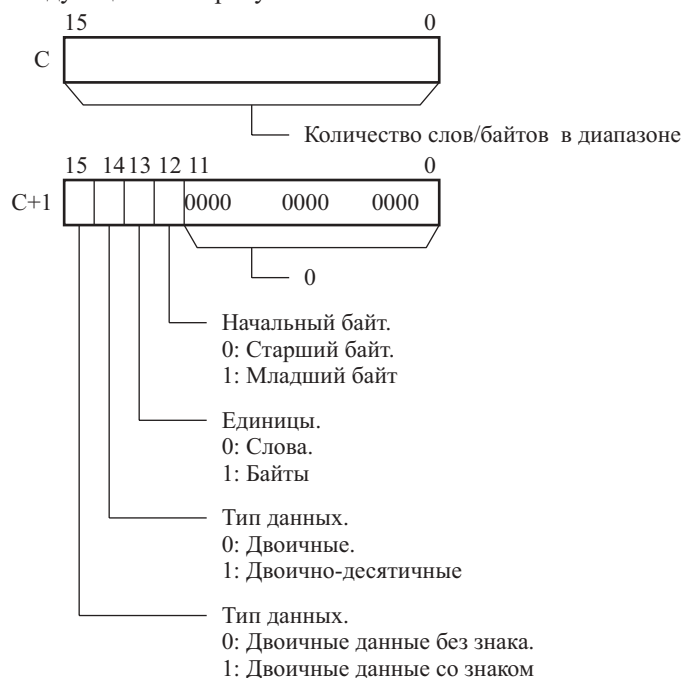 15 0
C
Количество слов/байтов в диапазоне
15 14 13 12 11 0
C+1 0000 0000 0000
0
Начальный байт.
0: Старший байт.
1: Младший байт
Единицы.
0: Слова.
1: Байты
Тип данных.
0: Двоичные.
1: Двоично-десятичные
Тип данных.
0: Двоичные данные без знака.
1: Двоичные данные со знаком